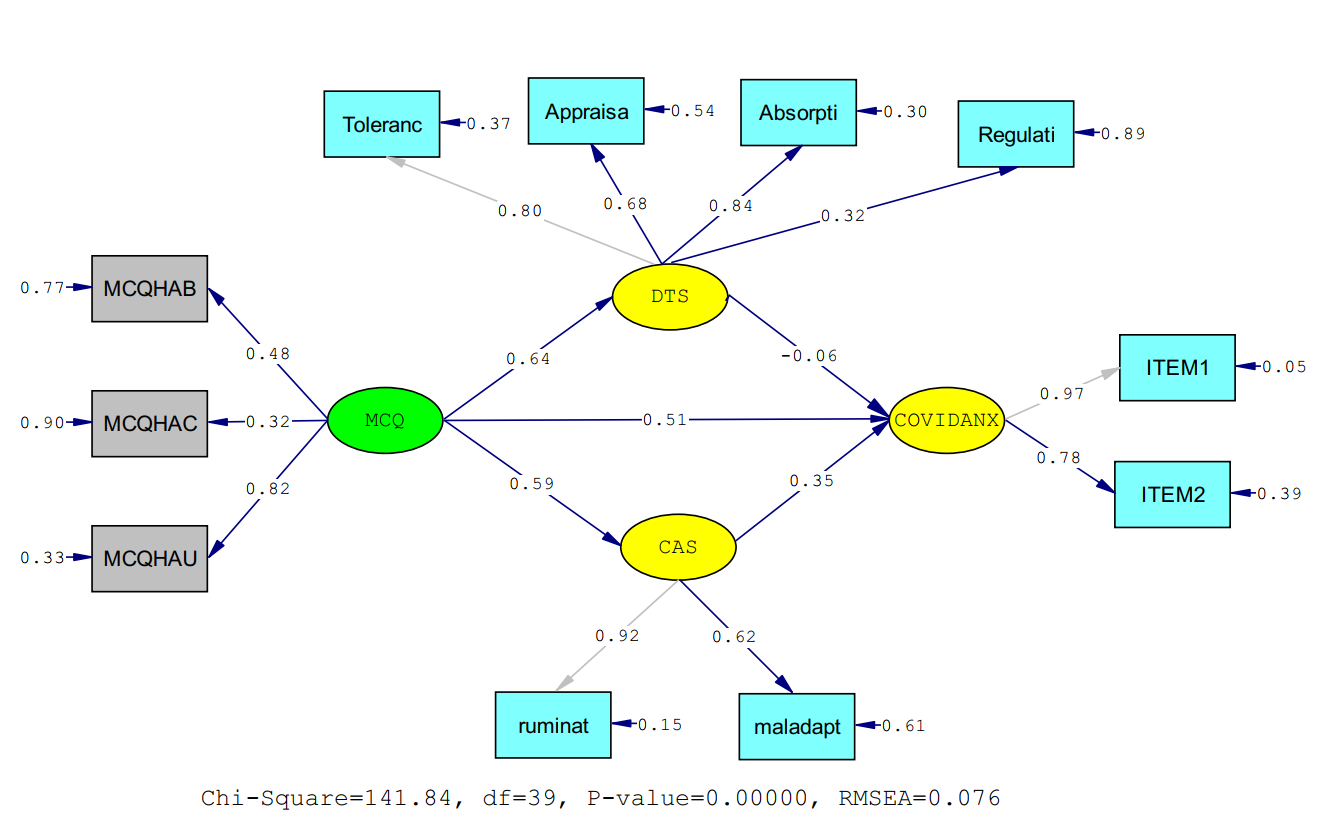 Toleranc
0.37
Appraisa
0.54
Absorpti
0.30
Regulati
0.89
0.80
0.68
0.84
0.32
0.77
MCQHAB
DTS
0.48
0.64
-0.06
ITEM1
0.05
0.97
0.90
MCQHAC
0.32
MCQ
0.51
COVIDANX
0.78
0.82
0.59
0.35
ITEM2
0.39
0.33
MCQHAU
CAS
0.92
0.62
ruminat
0.15
maladapt
0.61
Chi-Square=141.84, df=39, P-value=0.00000, RMSEA=0.076